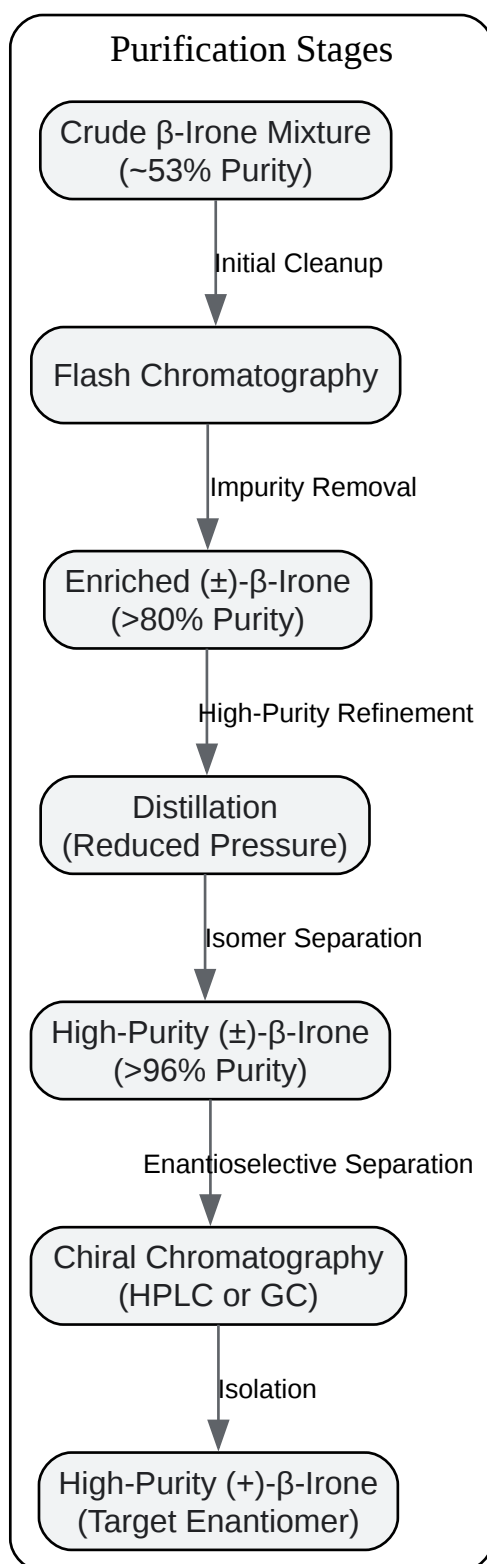 Purification Stages
Crude β-Irone Mixture
(~53% Purity)
Initial Cleanup
Flash Chromatography
Impurity Removal
Enriched (±)-β-Irone
(>80% Purity)
High-Purity Refinement
Distillation
(Reduced Pressure)
Isomer Separation
High-Purity (±)-β-Irone
(>96% Purity)
Enantioselective Separation
Chiral Chromatography
(HPLC or GC)
Isolation
High-Purity (+)-β-Irone
(Target Enantiomer)